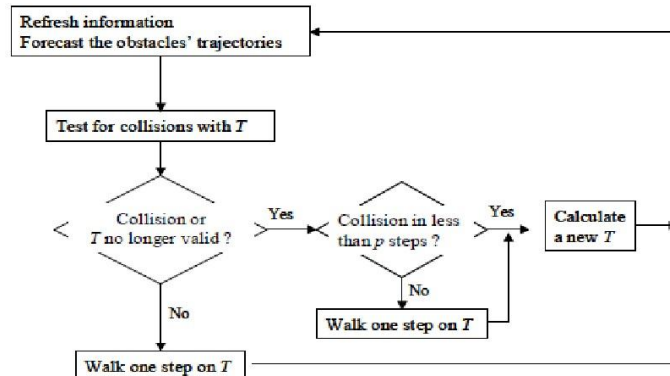 Refresh information
Forecast the obstacles' trajectories
Test for collisions with T
Collision or
T no longer valid ?
Yes
Collision in less
than p steps ?
Yes
Calculate
a new T
No
Walk one step on T
No
Walk one step on T